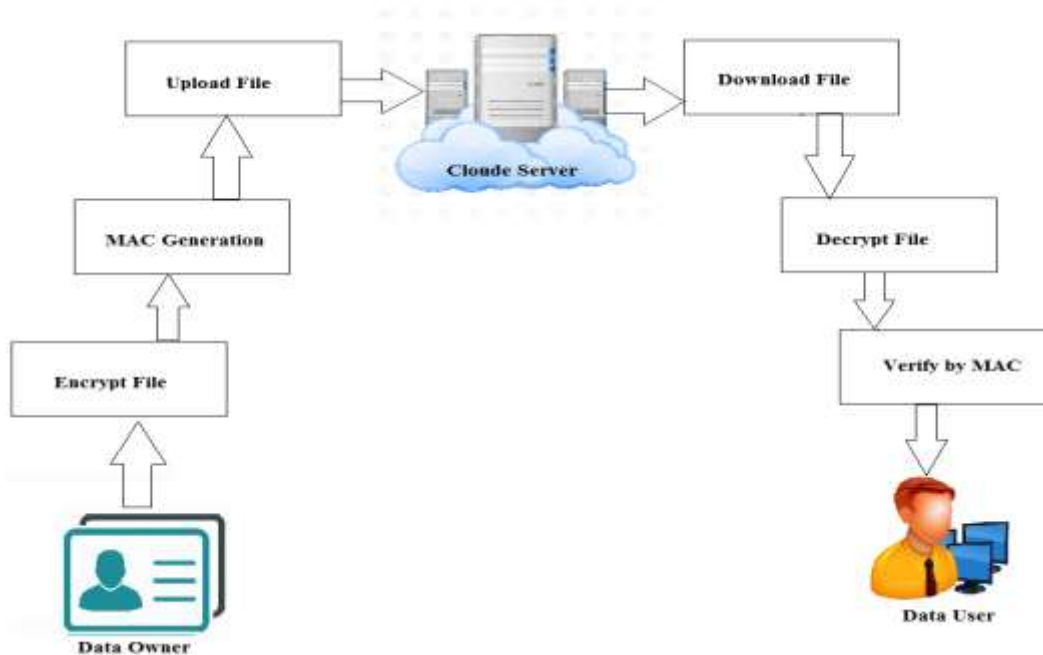 Upload File
Cloude Server
Download File
MAC Generation
Decrypt File
Encrypt File
Verify by MAC
Data Owner
Data User